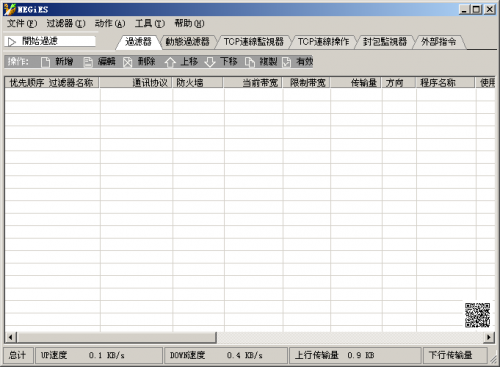 NEGiES
文件(F) 过滤器(I) 动作(A) 工具(T) 帮助(H)
開始過濾 過濾器 動態過濾器 TCP連線監視器 TCP連線操作 封包監視器 外部指令
操作: 新增 編輯 刪除 上移 下移 複製 有效
优先顺序 过滤器名称 通讯协议 防火墙 当前带宽 限制带宽 传输量 方向 程序名称 使用
总计 UP速度 0.1 KB/s DOWN速度 0.4 KB/s 上行传输量 0.9 KB 下行传输量